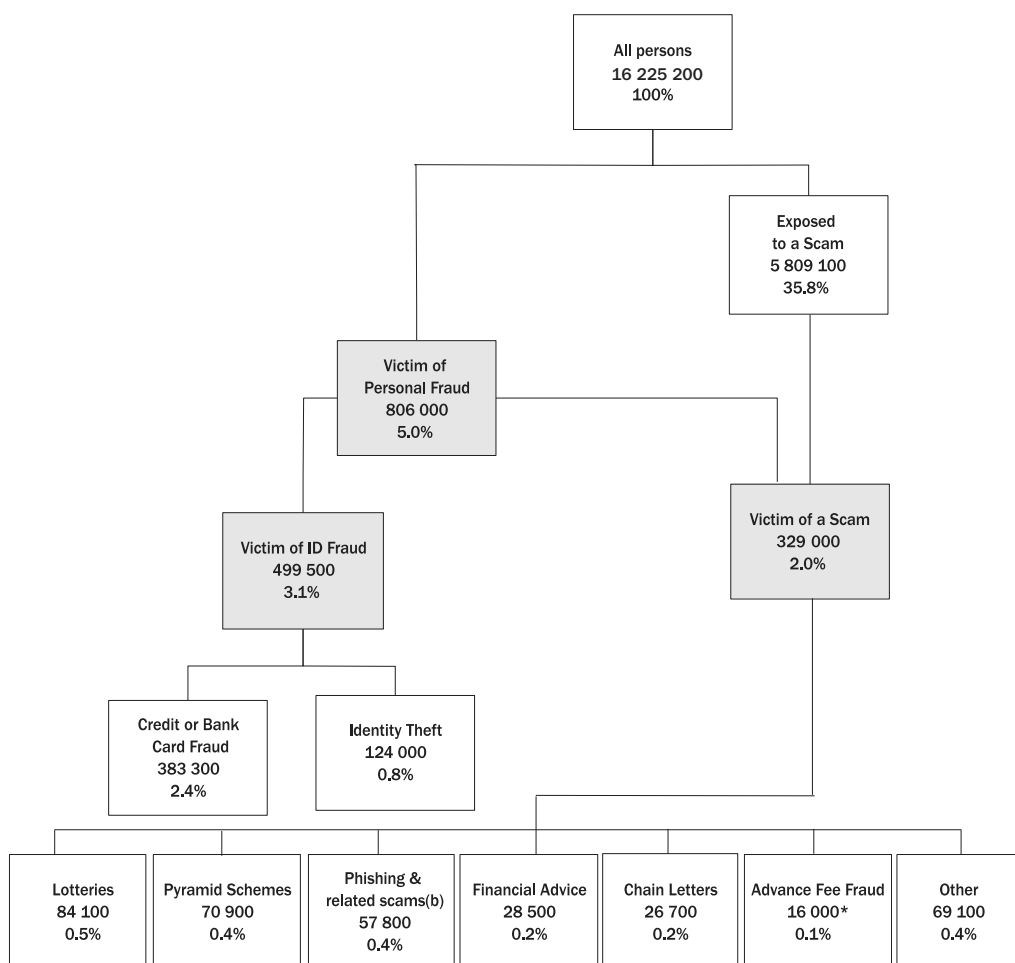 All persons
16 225 200
100%
Exposed
to a Scam
5 809 100
35.8%
Victim of
Personal Fraud
806 000
5.0%
Victim of ID Fraud
499 500
3.1%
Victim of a Scam
329 000
2.0%
Credit or Bank
Card Fraud
383 300
2.4%
Identity Theft
124 000
0.8%
Lotteries
84 100
0.5%
Pyramid Schemes
70 900
0.4%
Phishing &
related scams(b)
57 800
0.4%
Financial Advice
28 500
0.2%
Chain Letters
26 700
0.2%
Advance Fee Fraud
16 000*
0.1%
Other
69 100
0.4%